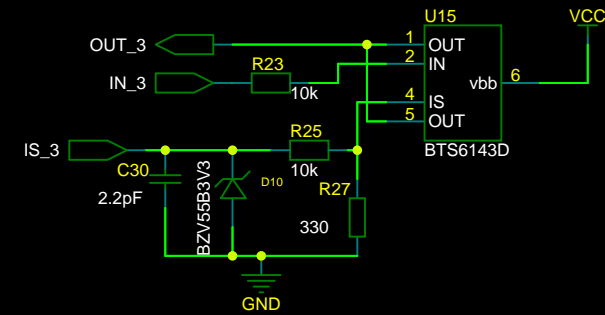 U15
VCC
OUT_3
1
OUT
R23
2
IN
IN_3
10k
vbb
6
4
IS
R25
5
OUT
IS_3
BTS6143D
C30
10k
D10
R27
2.2pF
BZV55B3V3
330
GND